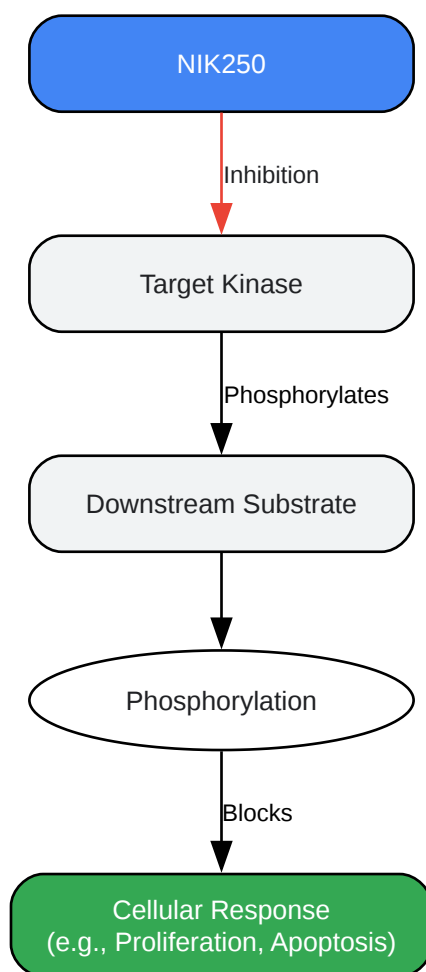 NIK250
Inhibition
Target Kinase
Phosphorylates
Downstream Substrate
Phosphorylation
Blocks
Cellular Response
(e.g., Proliferation, Apoptosis)